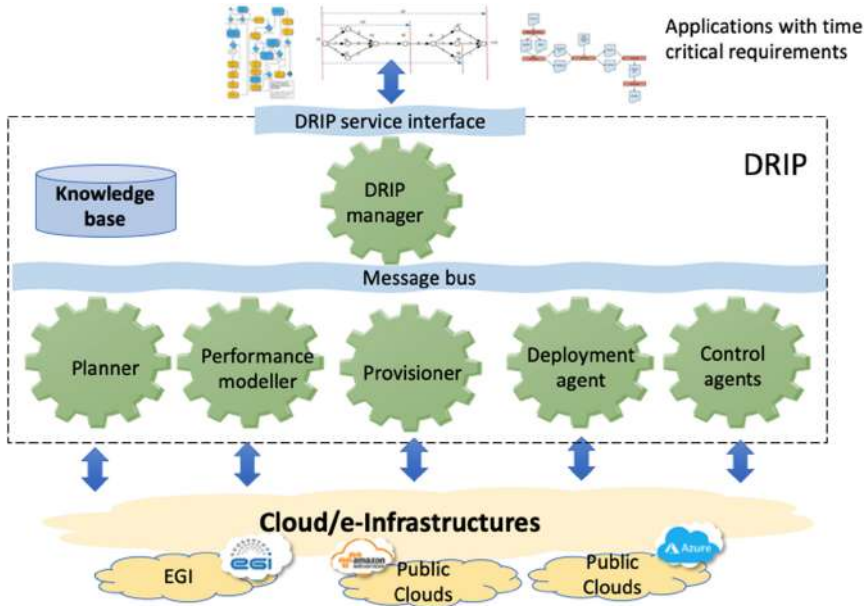 Applications with time
critical requirements
DRIP service interface
DRIP
Knowledge
base
DRIP
manager
Message bus
Planner
Performance
modeller
Provisioner
Deployment
agent
Control
agents
Cloud/e-Infrastructures
EGI
eGI
amazon
Public
Clouds
Public
Clouds
Azure